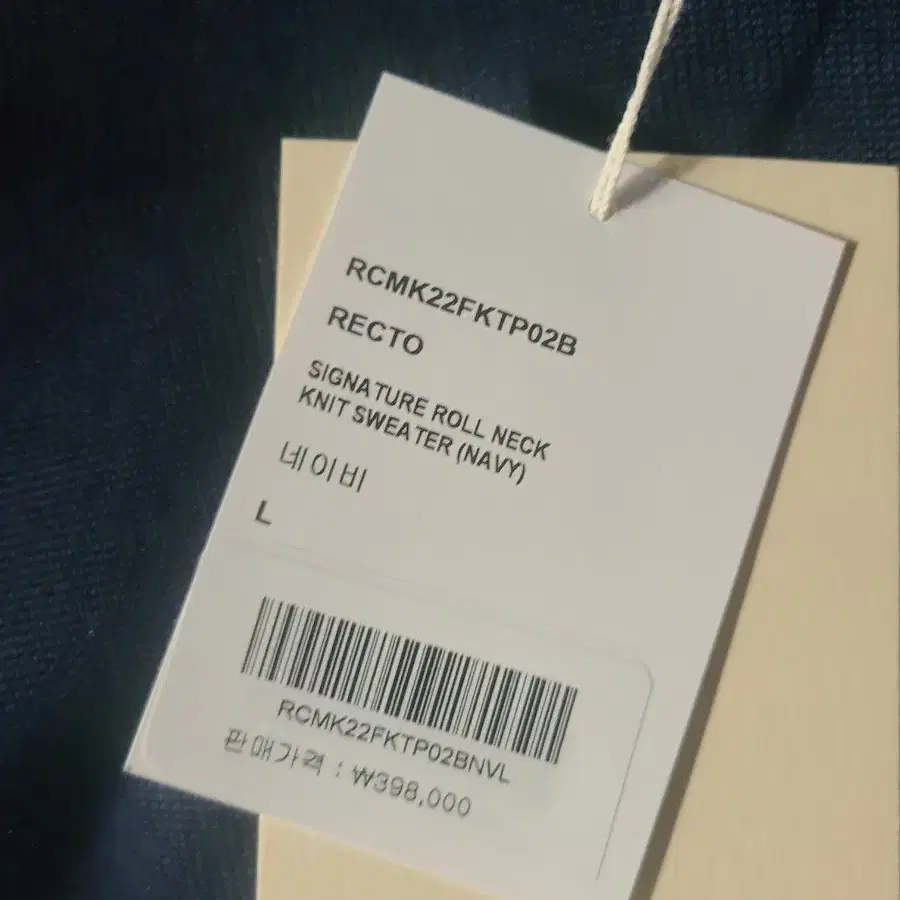 RCMK22FKTP02B
RECTO
SIGNATURE ROLL NECK
KNIT SWEATER (NAVY)
네이비
L
RCMK22FKTP02BNVL
판매가격 : ₩398,000